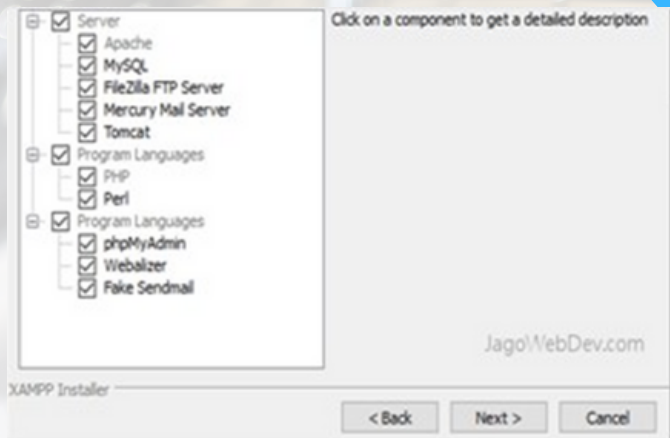 Server
Apache
MySQL
FileZilla FTP Server
Mercury Mail Server
Tomcat
Program Languages
PHP
Perl
Program Languages
phpMyAdmin
Webalizer
Fake Sendmail
Click on a component to get a detailed description
JagoWebDev.com
XAMPP Installer
< Back
Next >
Cancel